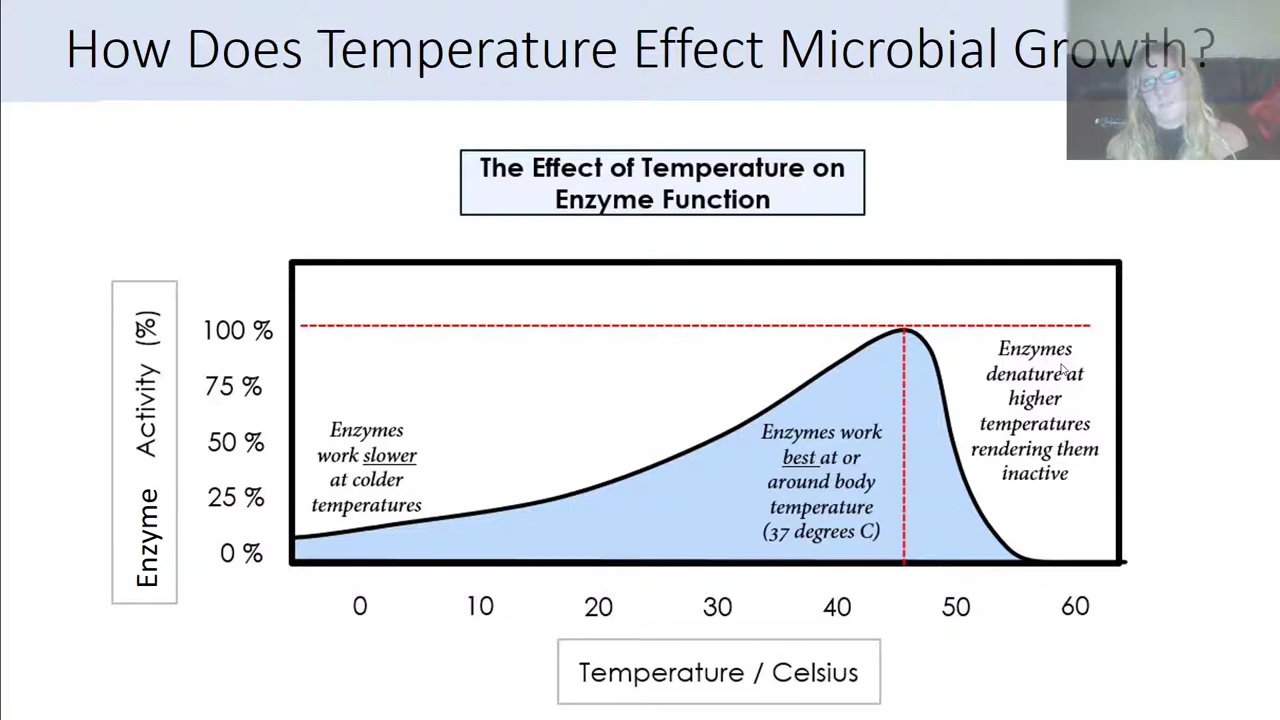 How Does Temperature Effect Microbial Growth?
The Effect of Temperature on
Enzyme Function
Enzyme Activity (%)
100 %
75 %
50 %
25 %
0 %
Enzymes
work slower
at colder
temperatures
Enzymes work
best at or
around body
temperature
(37 degrees C)
Enzymes
denature at
higher
temperatures
rendering them
inactive
0 10 20 30 40 50 60
Temperature / Celsius